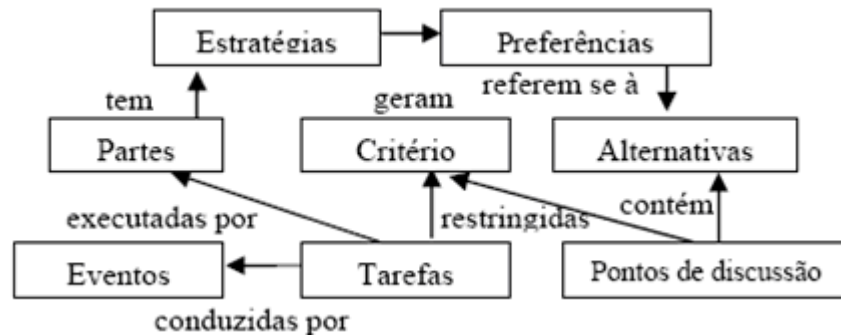 Estratégias
Preferências
tem
geram
referem se à
Partes
Critério
Alternativas
executadas por
restringidas
contém
Eventos
Tarefas
Pontos de discussão
conduzidas por